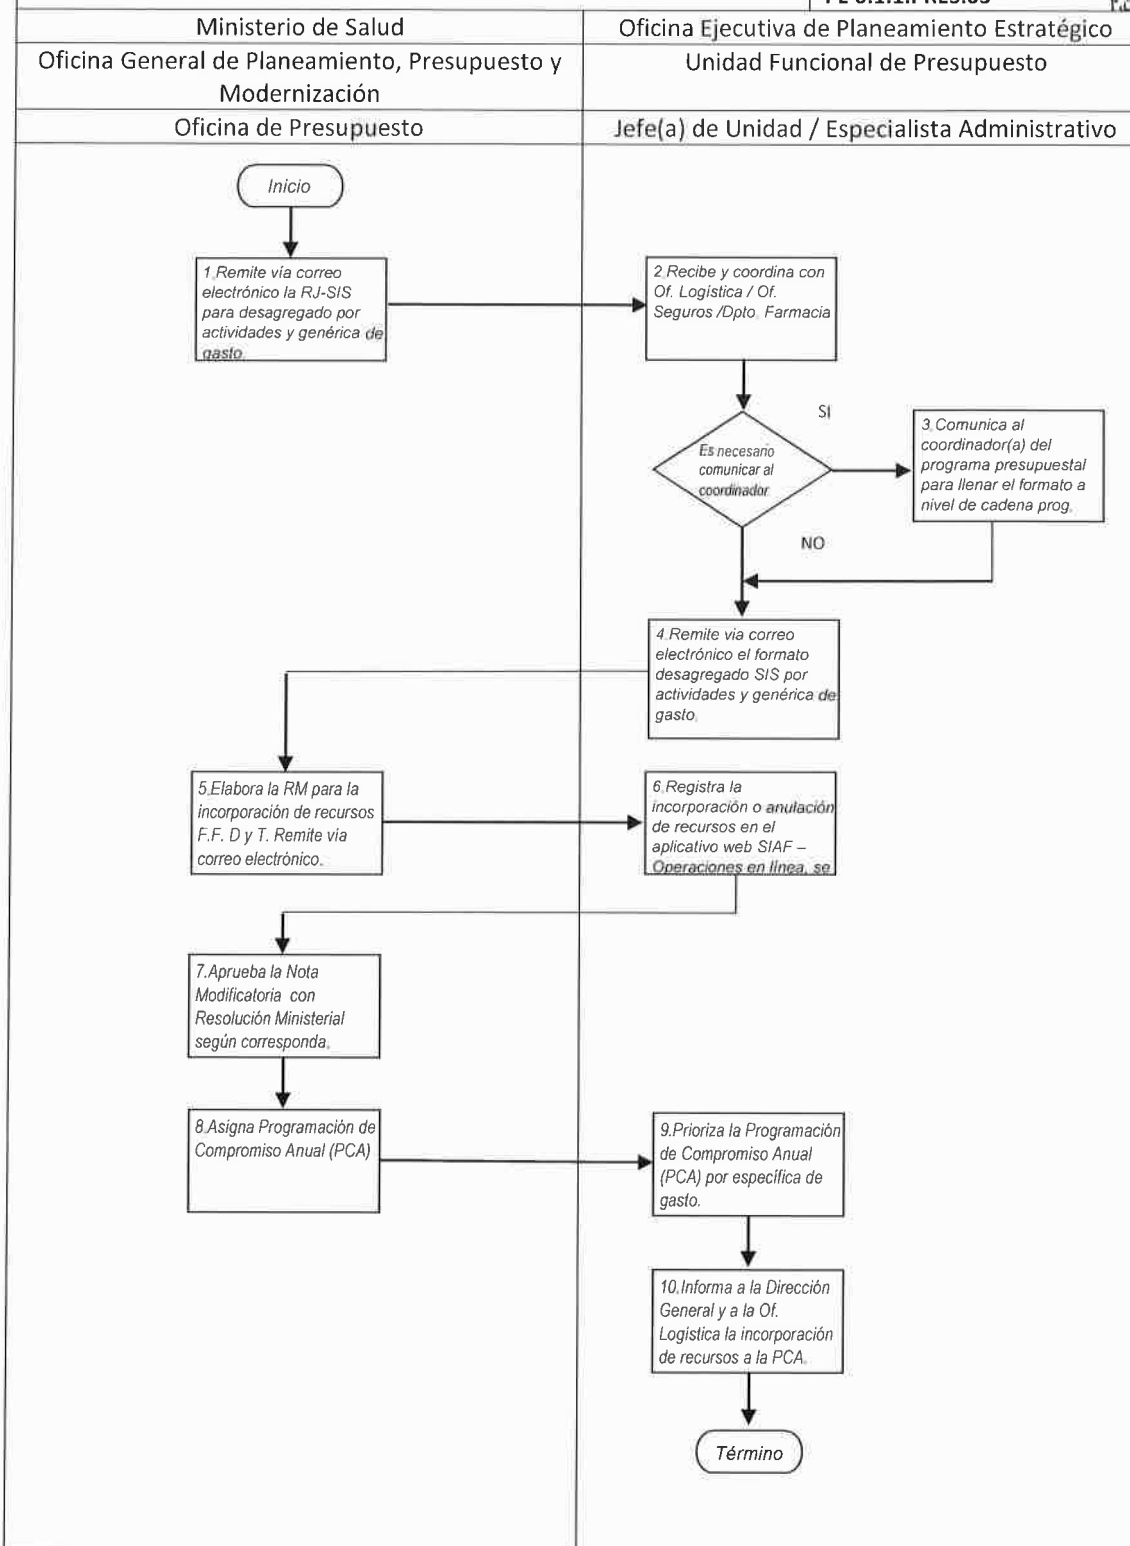 Ministerio de Salud
Oficina Ejecutiva de Planeamiento Estratégico
Oficina General de Planeamiento, Presupuesto y
Modernización
Unidad Funcional de Presupuesto
Oficina de Presupuesto
Jefe(a) de Unidad / Especialista Administrativo
Inicio
1.Remite vía correo
electrónico la RJ-SIS
para desagregado por
actividades y genérica de
gasto.
2.Recibe y coordina con
Of. Logística / Of.
Seguros /Dpto. Farmacia
Es necesario
comunicar al
coordinador
SI
3.Comunica al
coordinador(a) del
programa presupuestal
para llenar el formato a
nivel de cadena prog.
NO
4.Remite via correo
electrónico el formato
desagregado SIS por
actividades y genérica de
gasto.
5.Elabora la RM para la
incorporación de recursos
F.F. D y T. Remite via
correo electrónico.
6.Registra la
incorporación o anulación
de recursos en el
aplicativo web SIAF –
Operaciones en línea, se
7.Aprueba la Nota
Modificatoria con
Resolución Ministerial
según corresponda.
8.Asigna Programación de
Compromiso Anual (PCA)
9.Prioriza la Programación
de Compromiso Anual
(PCA) por específica de
gasto.
10.Informa a la Dirección
General y a la Of.
Logistica la incorporación
de recursos a la PCA.
Término